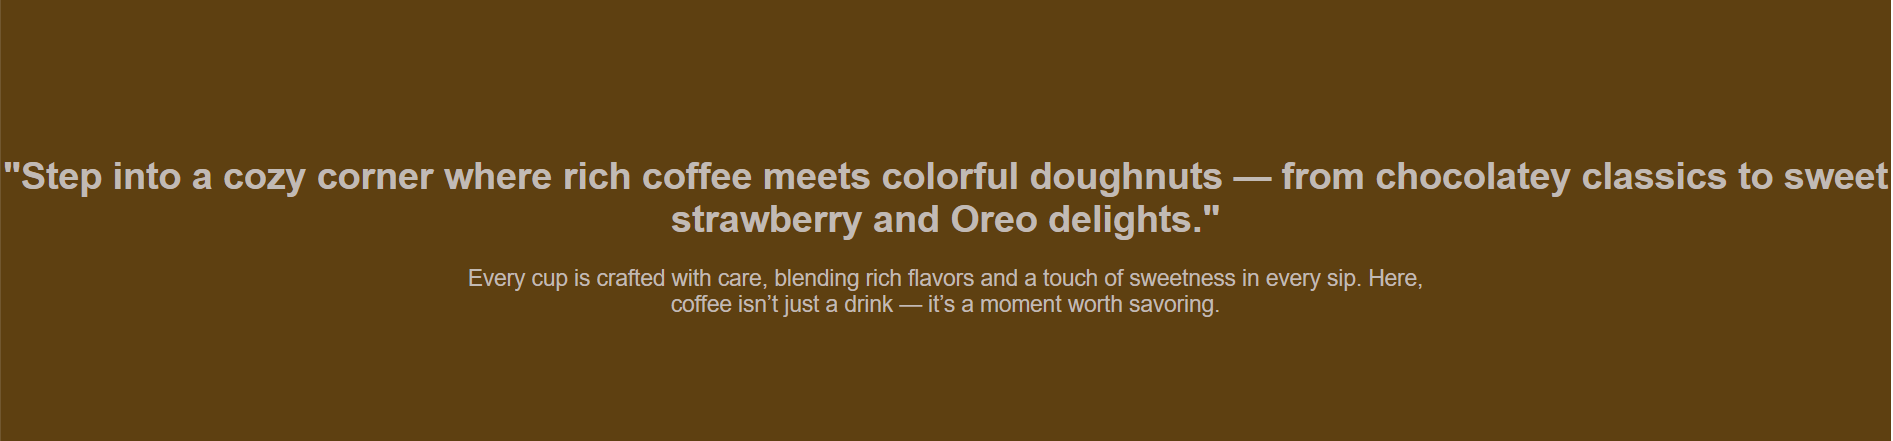 "Step into a cozy corner where rich coffee meets colorful doughnuts — from chocolatey classics to sweet
strawberry and Oreo delights."
Every cup is crafted with care, blending rich flavors and a touch of sweetness in every sip. Here,
coffee isn’t just a drink — it’s a moment worth savoring.